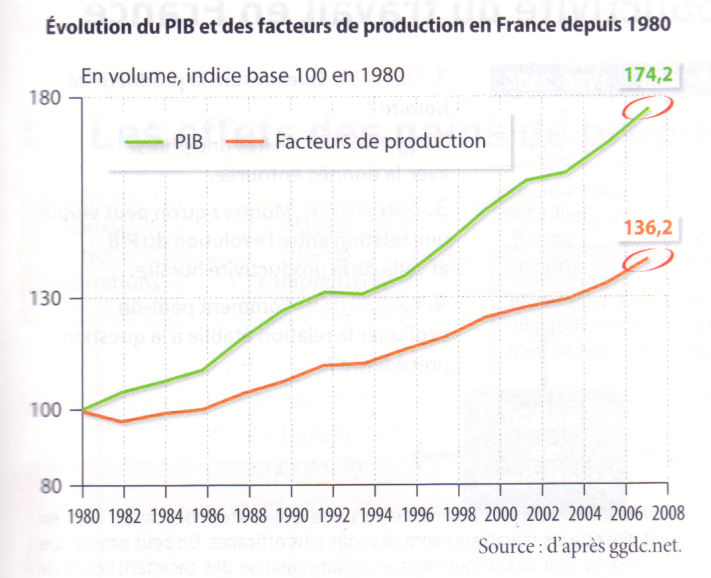 Évolution du PIB et des facteurs de production en France depuis 1980
En volume, indice base 100 en 1980
174,2
180
PIB
Facteurs de production
136,2
130
100
80
1980 1982 1984 1986 1988 1990 1992 1994 1996 1998 2000 2002 2004 2006 2008
Source : d'après ggdc.net.